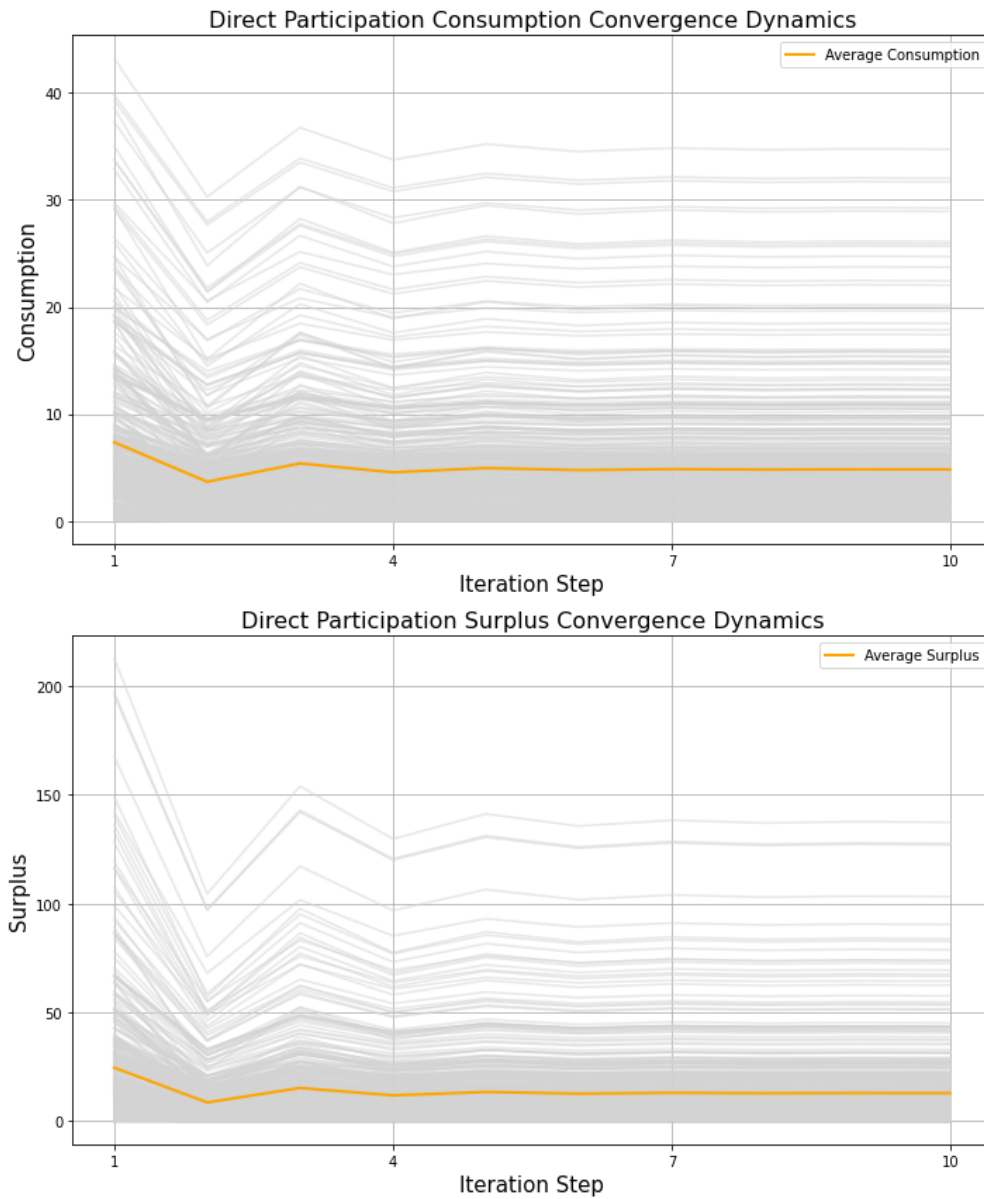 Direct Participation Consumption Convergence Dynamics
Average Consumption
40
30
20
10
0
Consumption
1 4 7 10
Iteration Step
Direct Participation Surplus Convergence Dynamics
Average Surplus
200
150
100
50
0
Surplus
1 4 7 10
Iteration Step